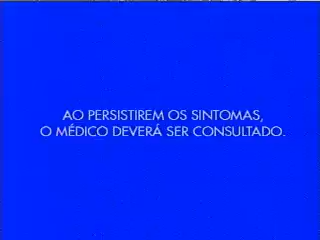 AO PERSISTIREM OS SINTOMAS,
O MÉDICO DEVERÁ SER CONSULTADO.